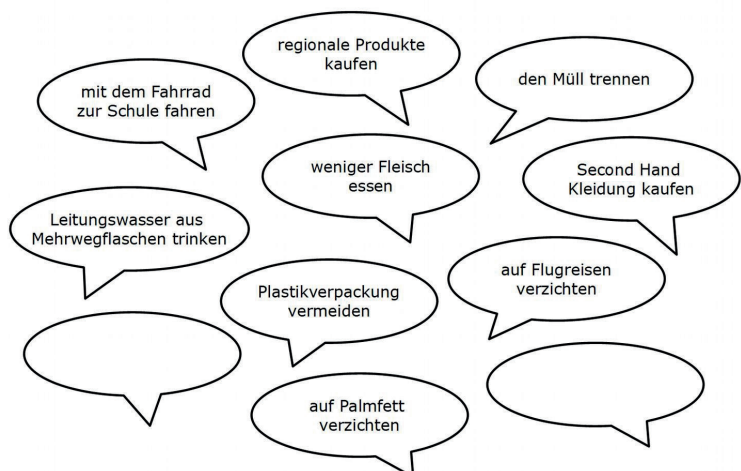 regionale Produkte
kaufen
den Müll trennen
mit dem Fahrrad
zur Schule fahren
weniger Fleisch
essen
Second Hand
Kleidung kaufen
Leitungswasser aus
Mehrwegflaschen trinken
auf Flugreisen
verzichten
Plastikverpackung
vermeiden
auf Palmfett
verzichten